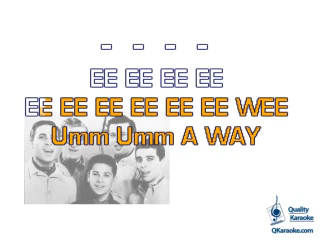 - - - -
EE EE EE EE
EE EE EE EE EE EE WEE
Umm Umm A WAY
Quality
Karaoke
QKaraoke.com